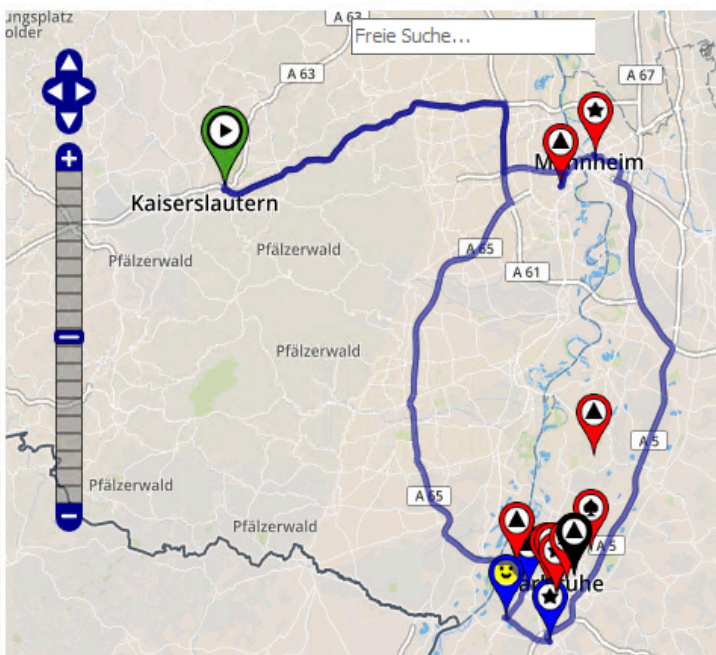 ungsplatz
older
A 63
Freie Suche...
A 63
A 67
Mannheim
Kaiserslautern
Pfälzerwald
Pfälzerwald
A 65
A 61
Pfälzerwald
A 5
Pfälzerwald
A 65
Pfälzerwald
A 5
arlsruhe